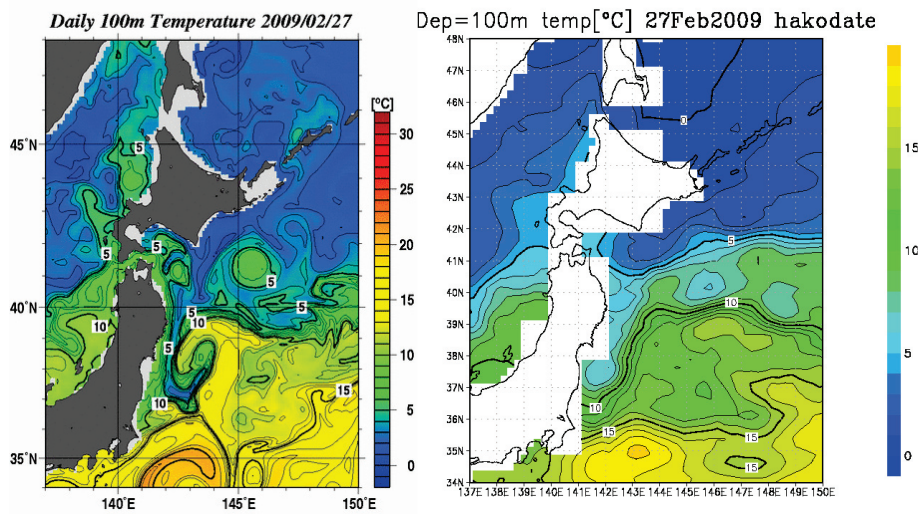 Daily 100m Temperature 2009/02/27
[ºC]
30
25
20
15
10
5
0
45°N
40°N
35°N
140°E
145°E
150°E
5
5
5
5
5
5
5
10
10
5
10
15
Dep=100m temp[°C] 27Feb2009 hakodate
48N
47N
46N
45N
44N
43N
42N
41N
40N
39N
38N
37N
36N
35N
34N
137E 138E 139E 140E 141E 142E 143E 144E 145E 146E 147E 148E 149E 150E
0
5
10
10
15
15
15
15
10
5
0